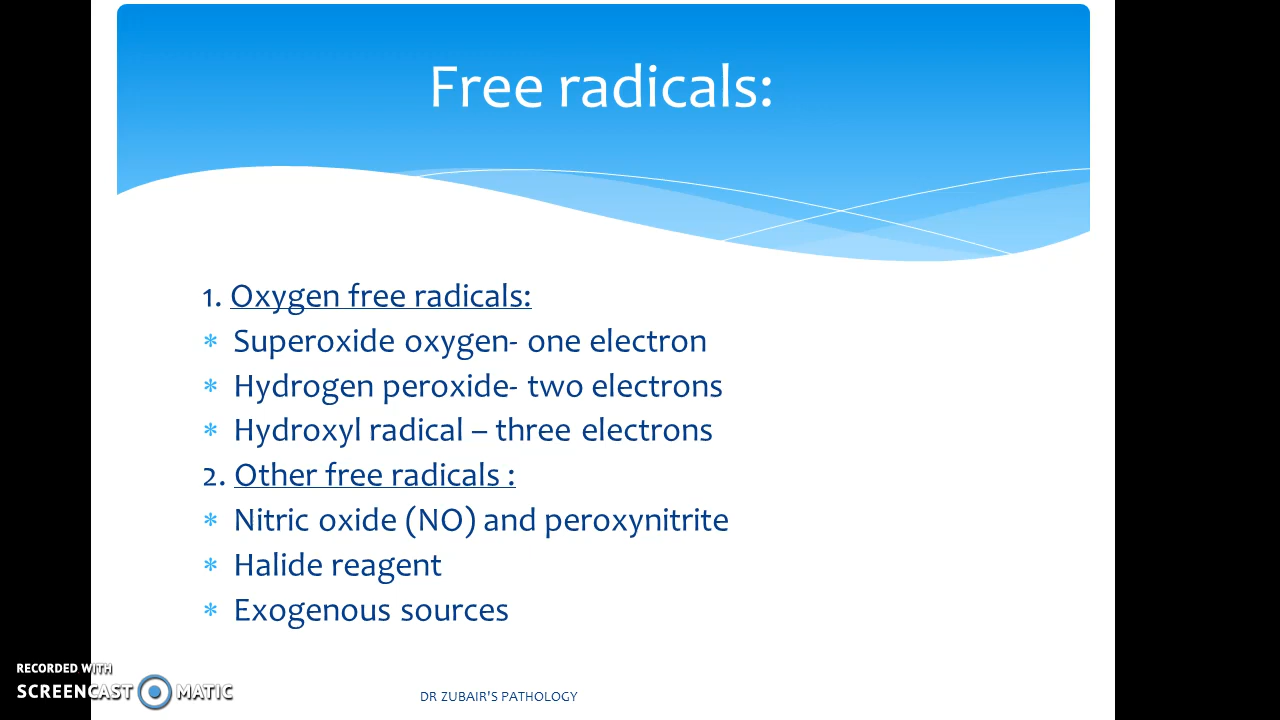 Free radicals:
1. Oxygen free radicals:
* Superoxide oxygen- one electron
* Hydrogen peroxide- two electrons
* Hydroxyl radical – three electrons
2. Other free radicals :
* Nitric oxide (NO) and peroxynitrite
* Halide reagent
* Exogenous sources
RECORDED WITH
SCREENCAST MATIC
DR ZUBAIR'S PATHOLOGY